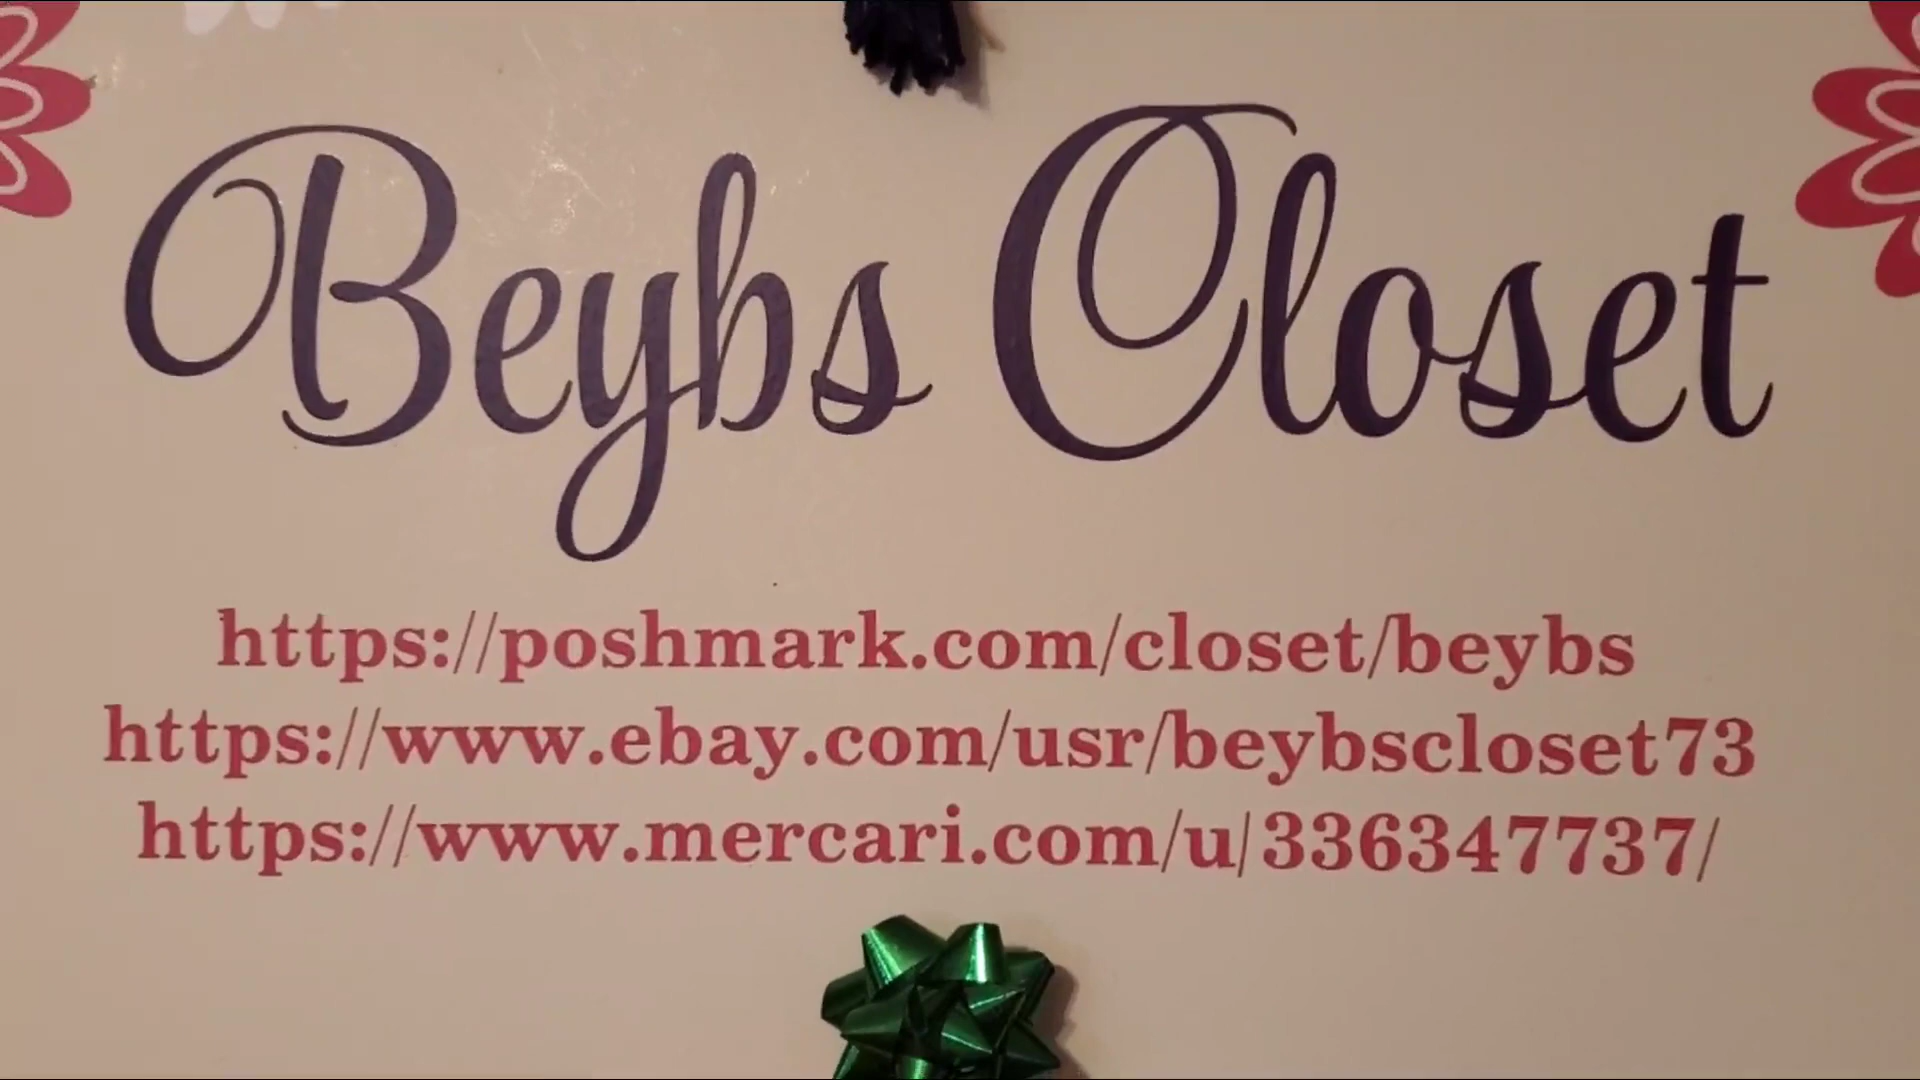 Beybs Closet
https://poshmark.com/closet/beybs
https://www.ebay.com/usr/beybscloset73
https://www.mercari.com/u/336347737/